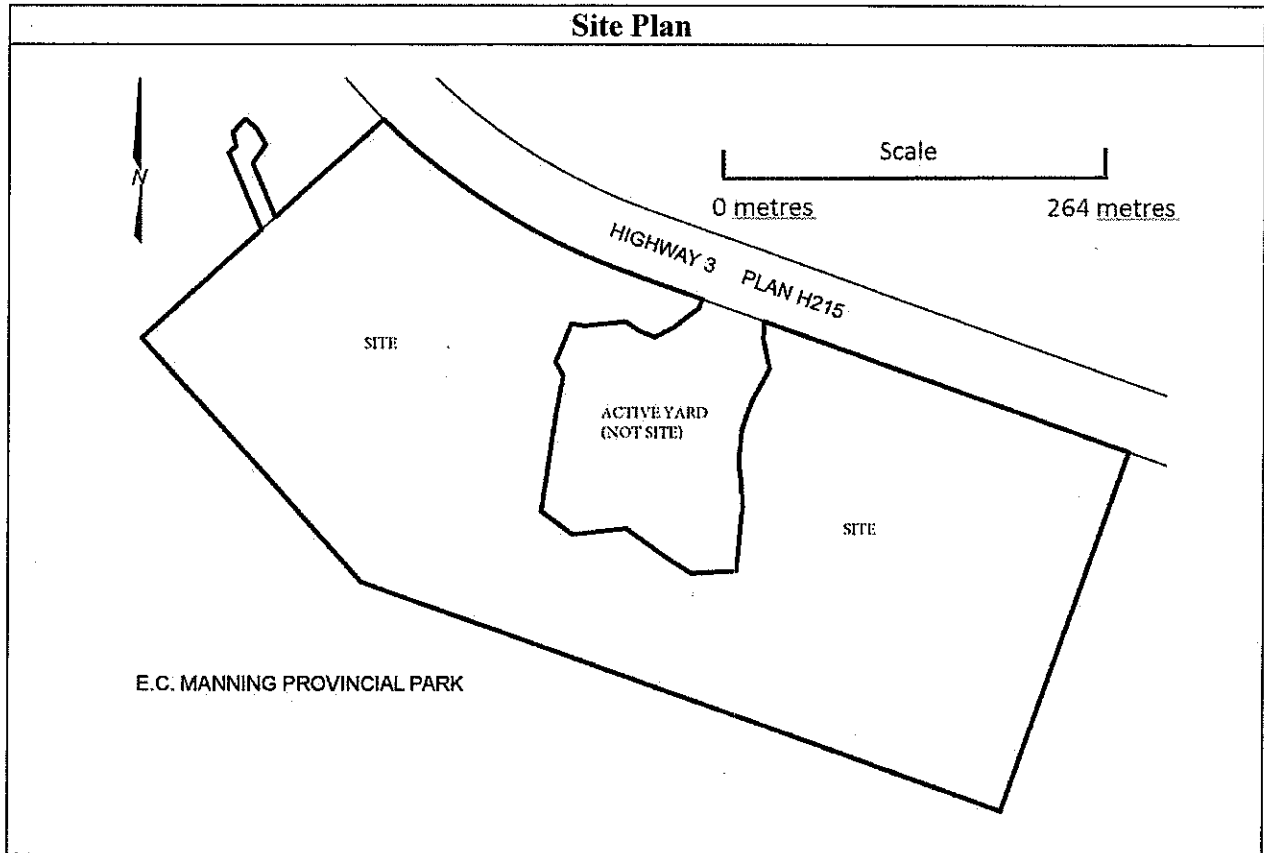 Site Plan
N
Scale
0 metres
264 metres
HIGHWAY 3 PLAN H215
SITE
ACTIVE YARD
(NOT SITE)
SITE
E.C. MANNING PROVINCIAL PARK